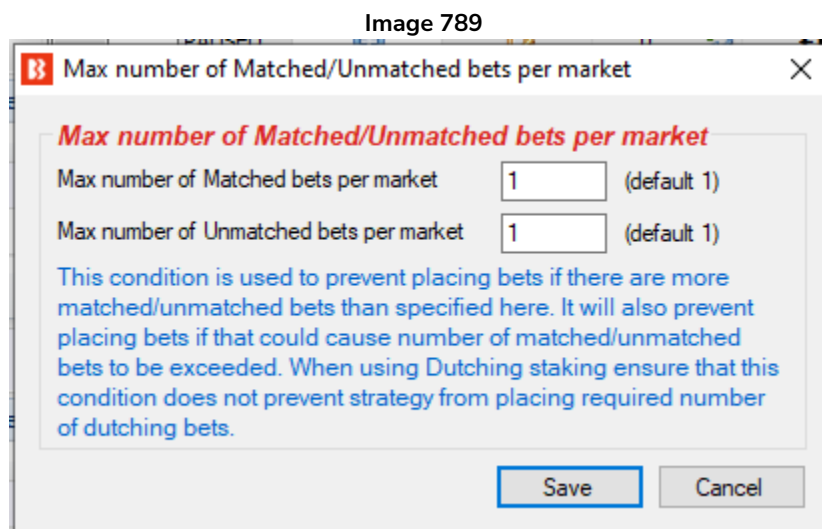 Image 789
PAUSED
Max number of Matched/Unmatched bets per market
Max number of Matched/Unmatched bets per market
Max number of Matched bets per market 1 (default 1)
Max number of Unmatched bets per market 1 (default 1)
This condition is used to prevent placing bets if there are more
matched/unmatched bets than specified here. It will also prevent
placing bets if that could cause number of matched/unmatched
bets to be exceeded. When using Dutching staking ensure that this
condition does not prevent strategy from placing required number
of dutching bets.
Save Cancel